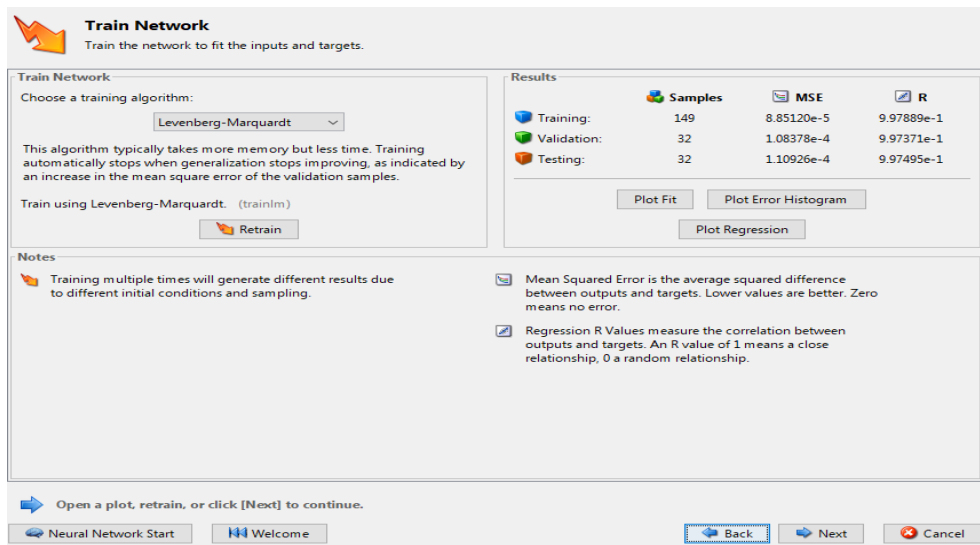 Train Network
Train the network to fit the inputs and targets.
Train Network
Choose a training algorithm:
Levenberg-Marquardt
This algorithm typically takes more memory but less time. Training
automatically stops when generalization stops improving, as indicated by
an increase in the mean square error of the validation samples.
Train using Levenberg-Marquardt. (trainlm)
Retrain
Results
Samples MSE R
Training: 149 8.85120e-5 9.97889e-1
Validation: 32 1.08378e-4 9.97371e-1
Testing: 32 1.10926e-4 9.97495e-1
Plot Fit Plot Error Histogram
Plot Regression
Notes
Training multiple times will generate different results due
to different initial conditions and sampling.
Mean Squared Error is the average squared difference
between outputs and targets. Lower values are better. Zero
means no error.
Regression R Values measure the correlation between
outputs and targets. An R value of 1 means a close
relationship, 0 a random relationship.
Open a plot, retrain, or click [Next] to continue.
Neural Network Start Welcome Back Next Cancel